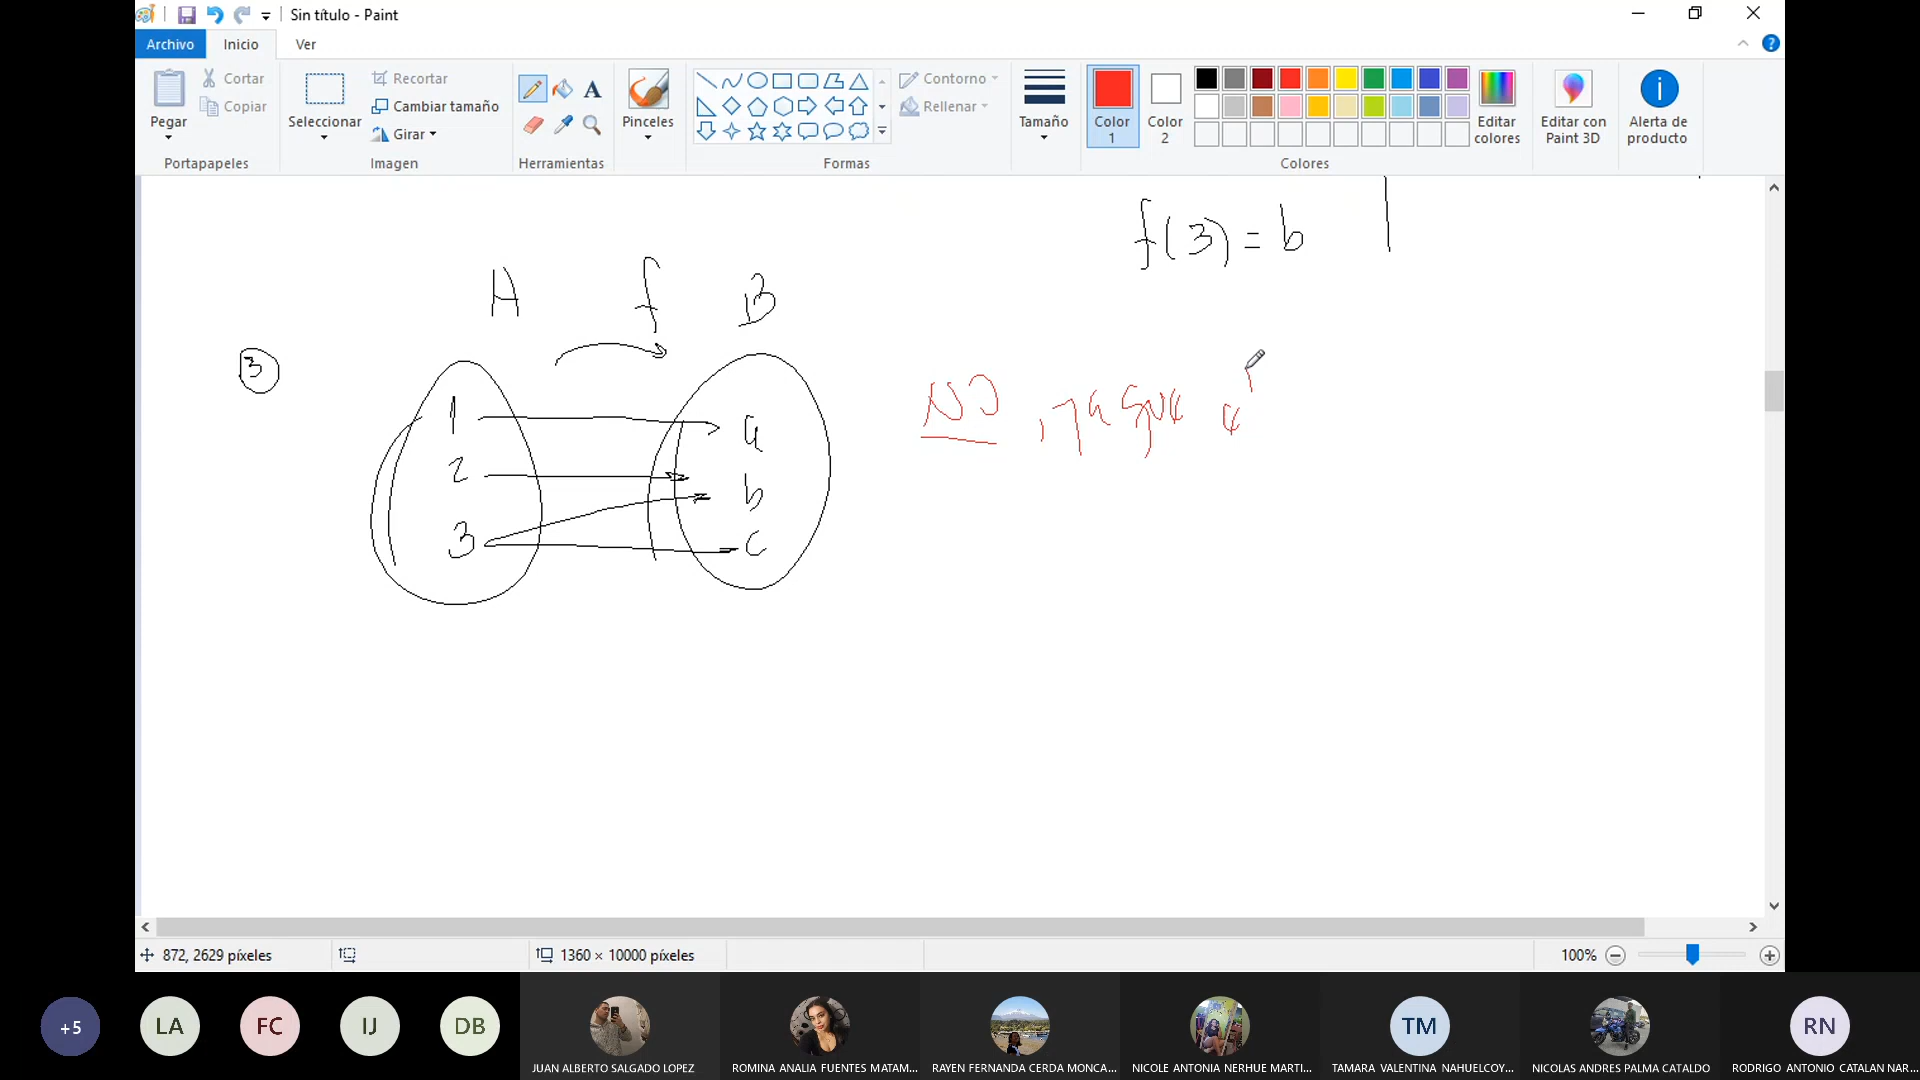 Sin título - Paint
Archivo Inicio Ver
Pegar
Cortar
Copiar
Portapapeles
Seleccionar
Recortar
Cambiar tamaño
Girar
Imagen
A
Herramientas
Pinceles
Contorno
Rellenar
Formas
Tamaño
Color 1
Color 2
Editar colores
Editar con Paint 3D
Alerta de producto
Colores
f(3) = b
A f B
3
1 a
2 b
3 c
NO, ya que el
872, 2629 píxeles
1360 × 10000 píxeles
100%
+5 LA FC IJ DB TM RN
JUAN ALBERTO SALGADO LOPEZ
ROMINA ANALIA FUENTES MATAM...
RAYEN FERNANDA CERDA MONCA...
NICOLE ANTONIA NERHUE MARTI...
TAMARA VALENTINA NAHUELCOY...
NICOLAS ANDRES PALMA CATALDO
RODRIGO ANTONIO CATALAN NAR...